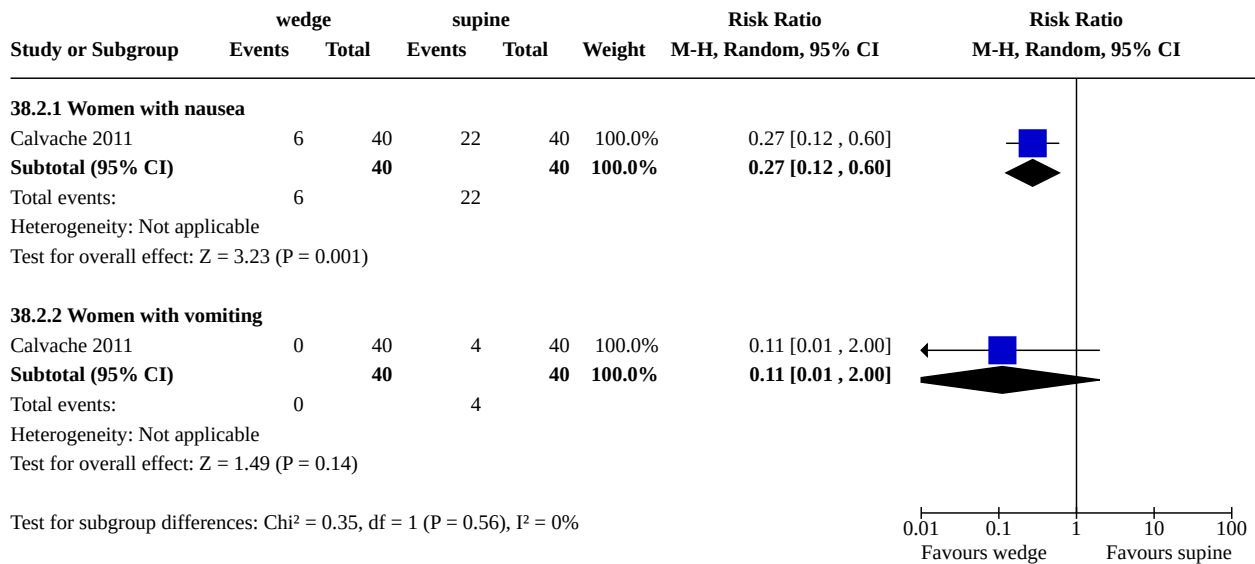 wedge supine Risk Ratio Risk Ratio
Study or Subgroup Events Total Events Total Weight M-H, Random, 95% CI M-H, Random, 95% CI
38.2.1 Women with nausea
Calvache 2011 6 40 22 40 100.0% 0.27 [0.12 , 0.60]
Subtotal (95% CI) 40 40 100.0% 0.27 [0.12 , 0.60]
Total events: 6 22
Heterogeneity: Not applicable
Test for overall effect: Z = 3.23 (P = 0.001)
38.2.2 Women with vomiting
Calvache 2011 0 40 4 40 100.0% 0.11 [0.01 , 2.00]
Subtotal (95% CI) 40 40 100.0% 0.11 [0.01 , 2.00]
Total events: 0 4
Heterogeneity: Not applicable
Test for overall effect: Z = 1.49 (P = 0.14)
Test for subgroup differences: Chi² = 0.35, df = 1 (P = 0.56), I² = 0%
0.01 0.1 1 10 100
Favours wedge Favours supine